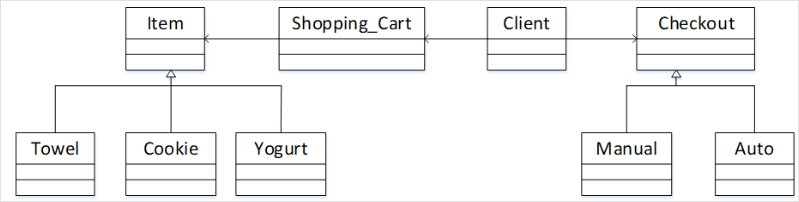 Item
Shopping_Cart
Client
Checkout
Towel
Cookie
Yogurt
Manual
Auto